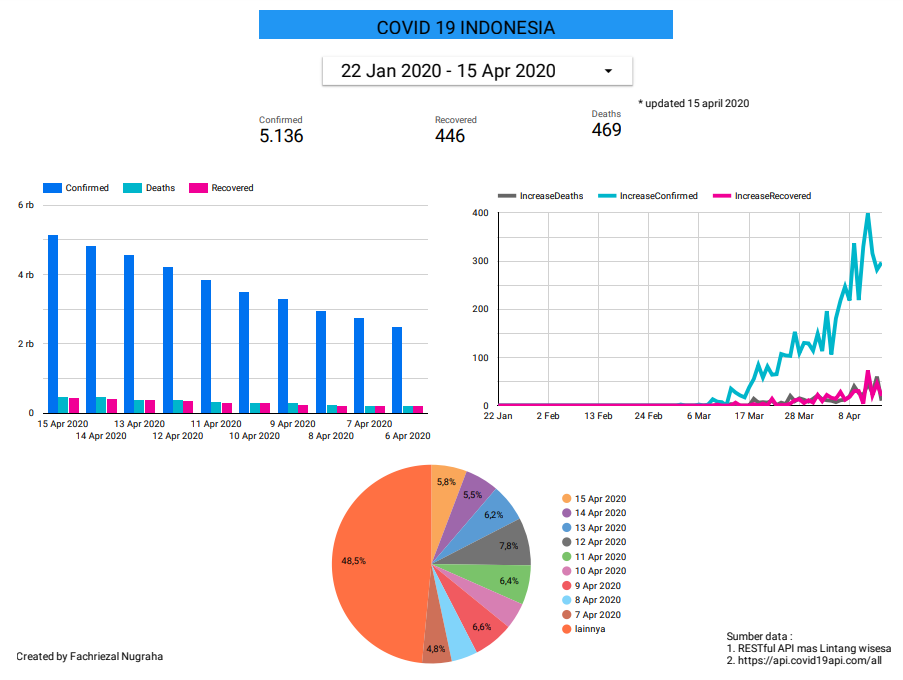 COVID 19 INDONESIA
22 Jan 2020 - 15 Apr 2020
* updated 15 april 2020
Confirmed
5.136
Recovered
446
Deaths
469
Confirmed Deaths Recovered
6 rb
4 rb
2 rb
0
15 Apr 2020
14 Apr 2020
13 Apr 2020
12 Apr 2020
11 Apr 2020
10 Apr 2020
9 Apr 2020
8 Apr 2020
7 Apr 2020
6 Apr 2020
IncreaseDeaths IncreaseConfirmed IncreaseRecovered
400
300
200
100
0
22 Jan 2 Feb 13 Feb 24 Feb 6 Mar 17 Mar 28 Mar 8 Apr
5,8%
5,5%
6,2%
7,8%
6,4%
6,6%
4,8%
48,5%
15 Apr 2020
14 Apr 2020
13 Apr 2020
12 Apr 2020
11 Apr 2020
10 Apr 2020
9 Apr 2020
8 Apr 2020
7 Apr 2020
lainnya
Created by Fachriezal Nugraha
Sumber data :
1. RESTful API mas Lintang wisesa
2. https://api.covid19api.com/all